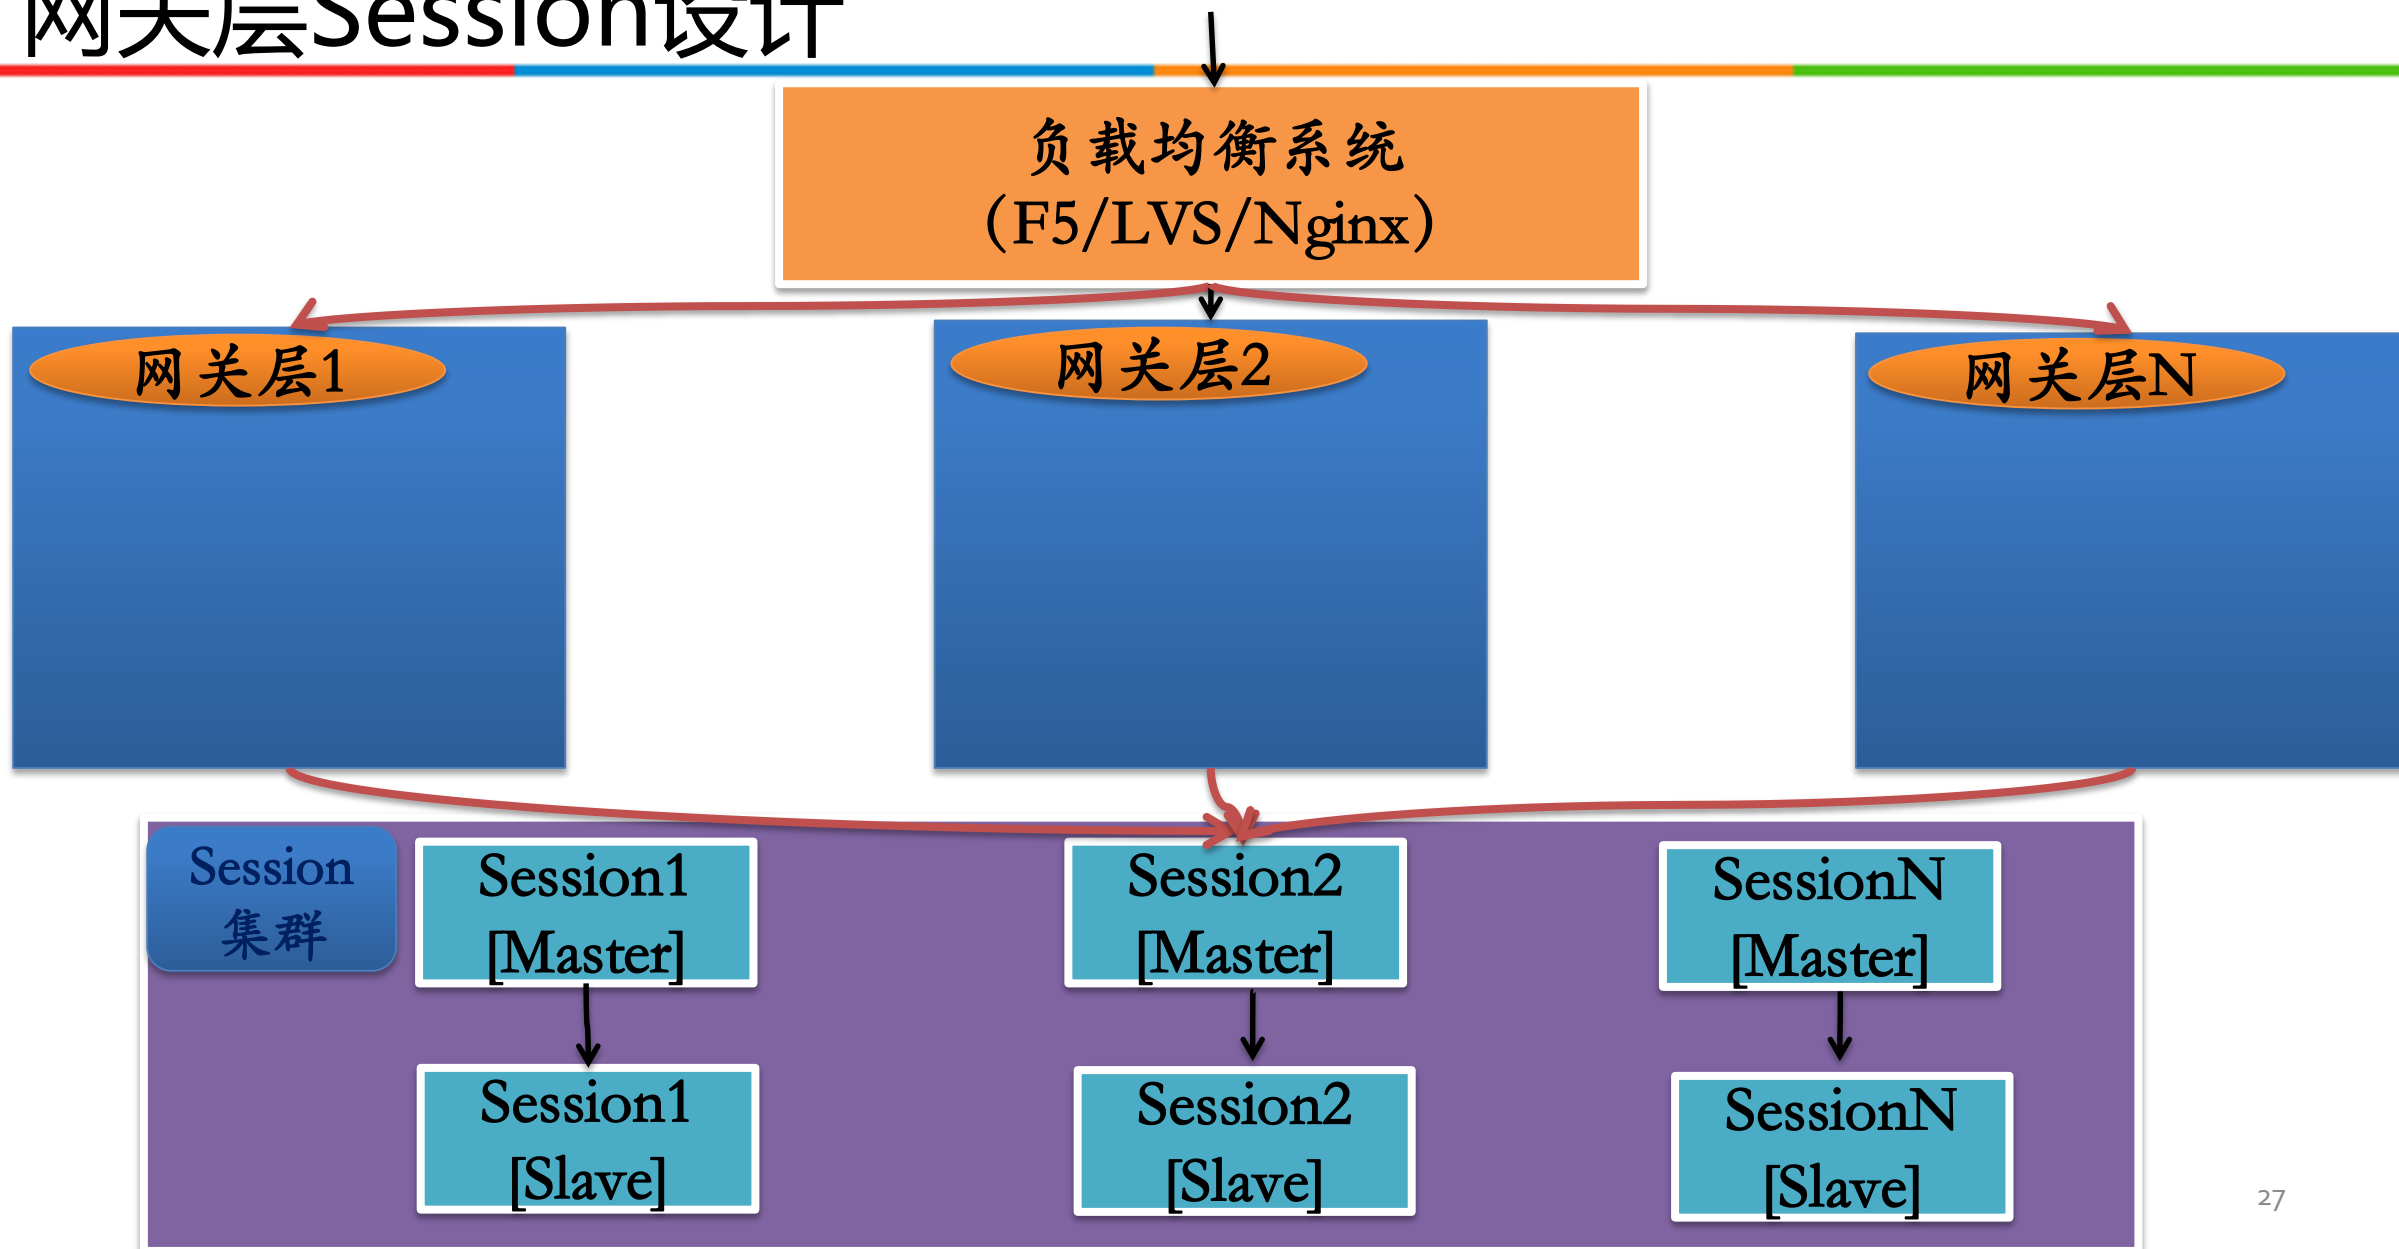 网关层Session设计
负载均衡系统
（F5/LVS/Nginx）
网关层1
网关层2
网关层N
Session
集群
Session1
[Master]
Session2
[Master]
SessionN
[Master]
Session1
[Slave]
Session2
[Slave]
SessionN
[Slave]
27